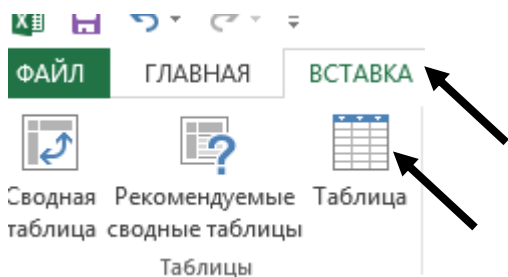 ФАЙЛ ГЛАВНАЯ ВСТАВКА
Сводная Рекомендуемые Таблица
таблица сводные таблицы
Таблицы